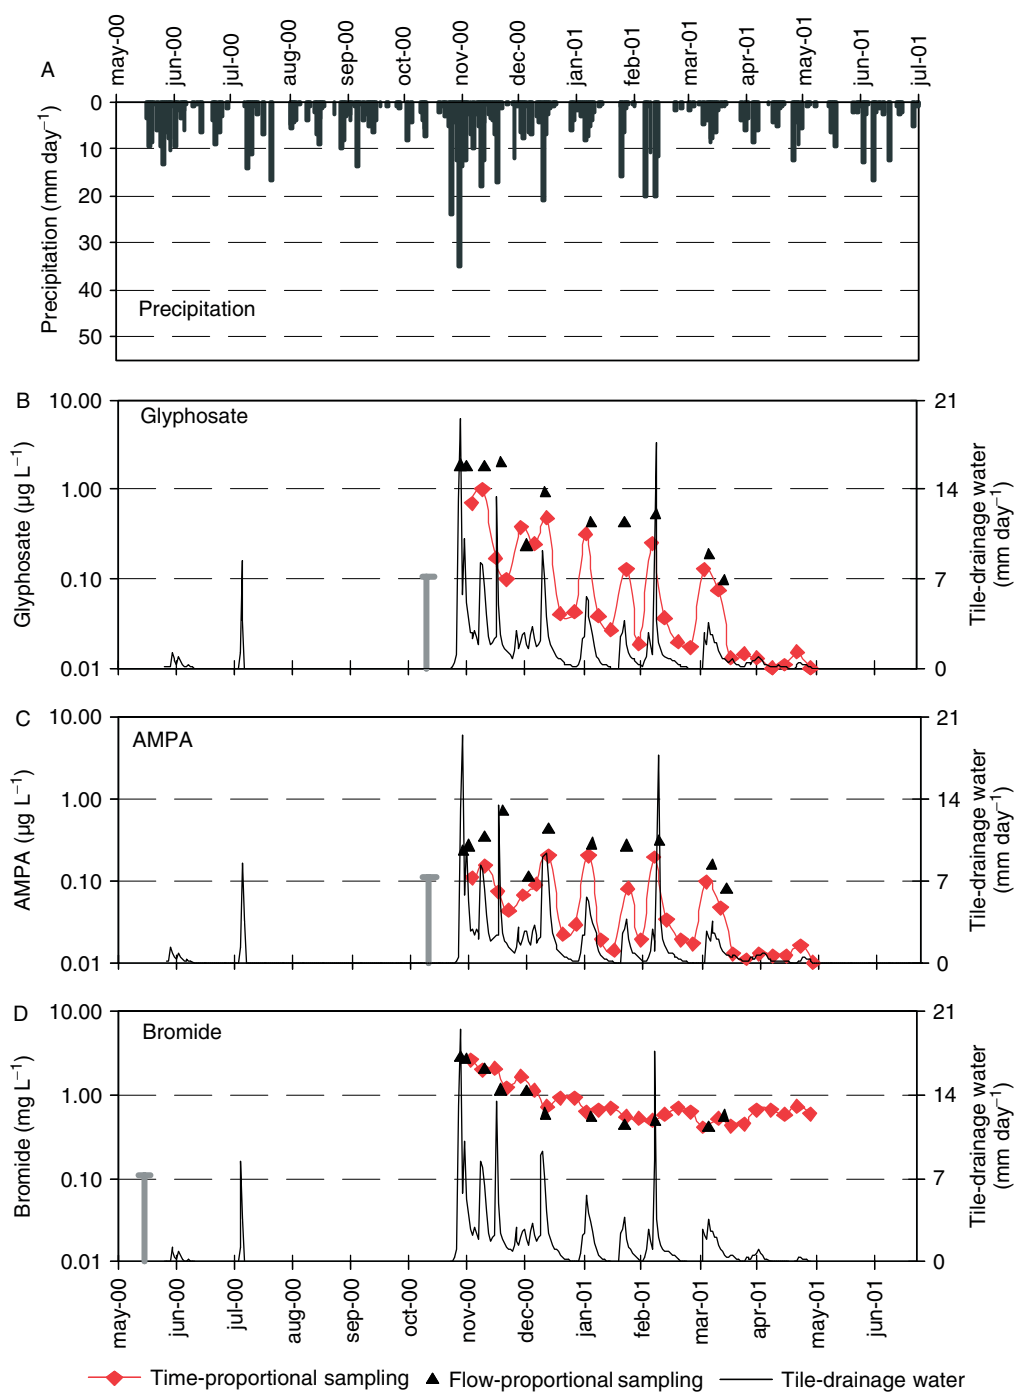 may-00 jun-00 jul-00 aug-00 sep-00 oct-00 nov-00 dec-00 jan-01 feb-01 mar-01 apr-01 may-01 jun-01 jul-01
A
Precipitation (mm day⁻¹)
0
10
20
30
40
50
Precipitation
B
Glyphosate
Glyphosate (µg L⁻¹)
10.00
1.00
0.10
0.01
21
14
7
0
Tile-drainage water
(mm day⁻¹)
C
AMPA
AMPA (µg L⁻¹)
10.00
1.00
0.10
0.01
21
14
7
0
Tile-drainage water
(mm day⁻¹)
D
Bromide
Bromide (mg L⁻¹)
10.00
1.00
0.10
0.01
21
14
7
0
Tile-drainage water
(mm day⁻¹)
may-00 jun-00 jul-00 aug-00 sep-00 oct-00 nov-00 dec-00 jan-01 feb-01 mar-01 apr-01 may-01 jun-01
Time-proportional sampling Flow-proportional sampling Tile-drainage water